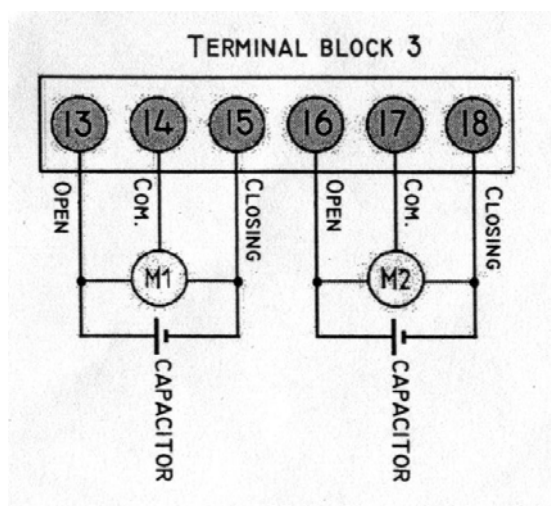 TERMINAL BLOCK 3
13 14 15 16 17 18
OPEN COM. CLOSING OPEN COM. CLOSING
M1 M2
CAPACITOR CAPACITOR